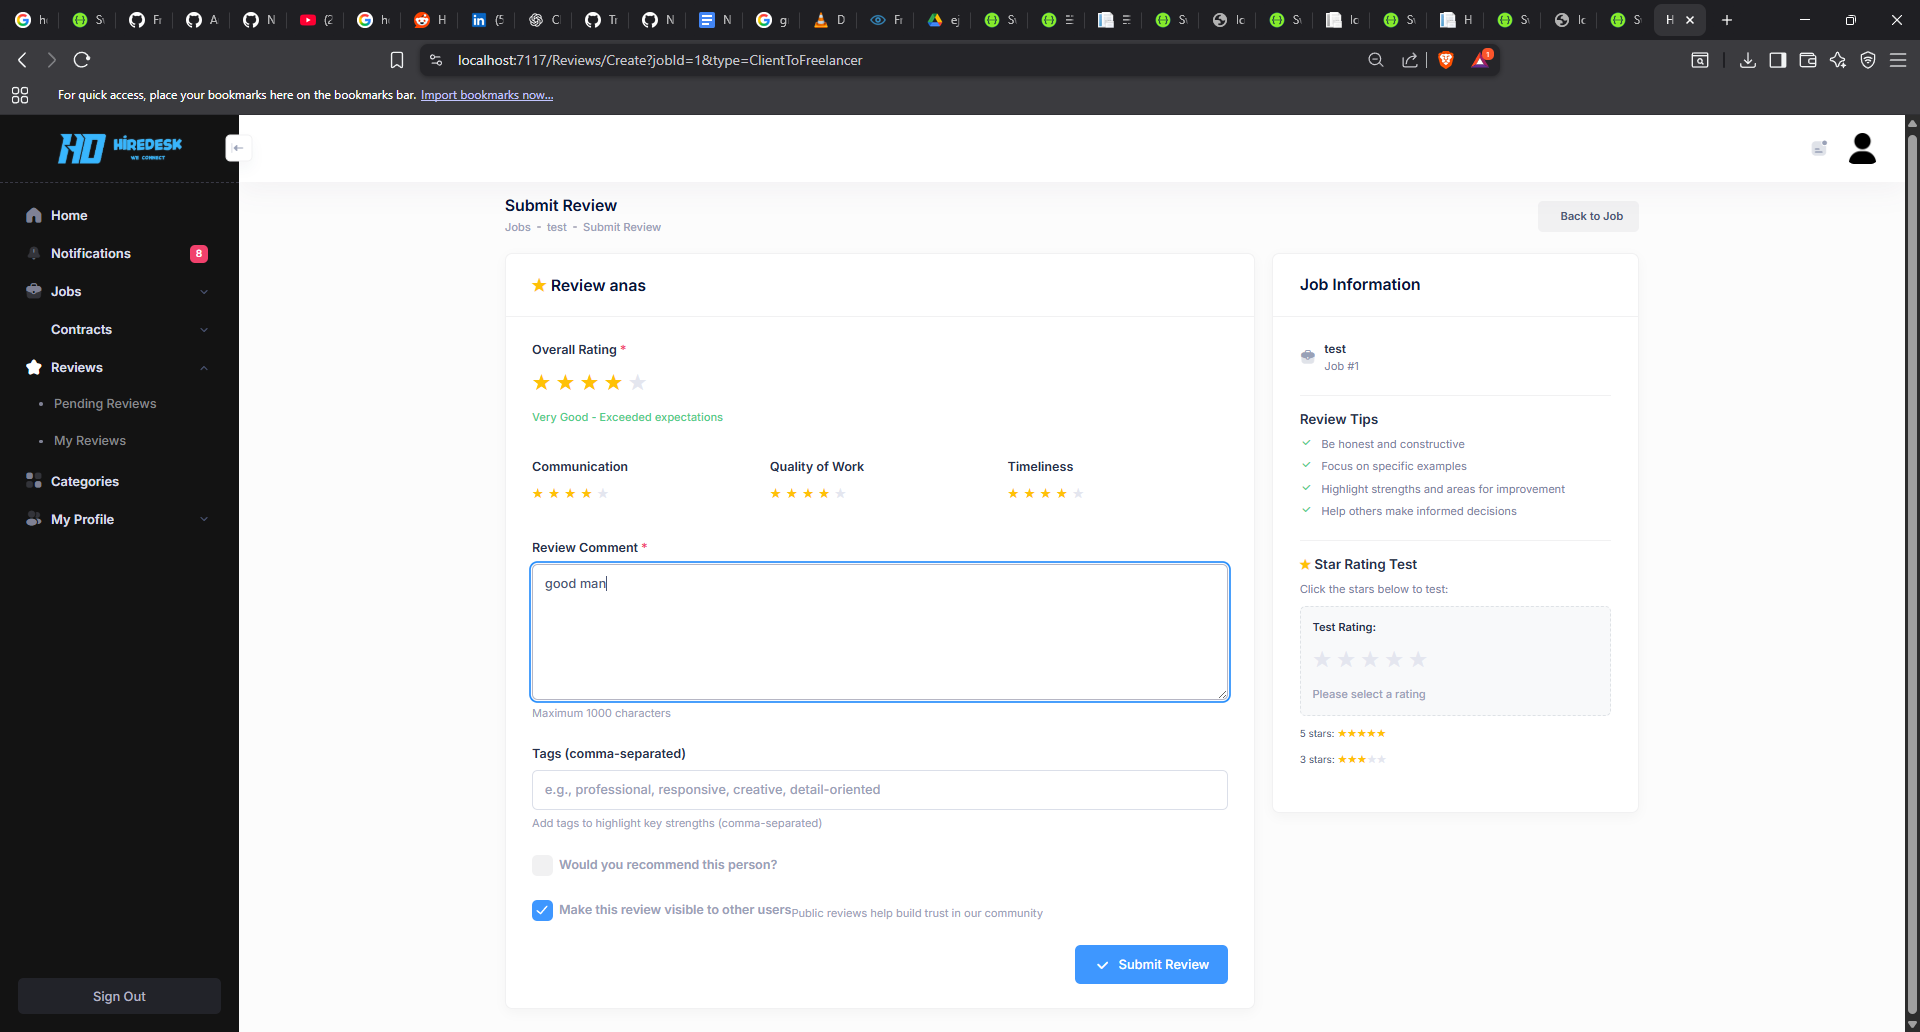 localhost:7117/Reviews/Create?jobId=1&type=ClientToFreelancer
1
For quick access, place your bookmarks here on the bookmarks bar. Import bookmarks now...
HD HIREDESK
WE CONNECT
Home
Notifications 8
Jobs
Contracts
Reviews
Pending Reviews
My Reviews
Categories
My Profile
Sign Out
Submit Review
Jobs - test - Submit Review
Back to Job
Review anas
Overall Rating *
Very Good - Exceeded expectations
Communication
Quality of Work
Timeliness
Review Comment *
good man
Maximum 1000 characters
Tags (comma-separated)
e.g., professional, responsive, creative, detail-oriented
Add tags to highlight key strengths (comma-separated)
Would you recommend this person?
Make this review visible to other users Public reviews help build trust in our community
Submit Review
Job Information
test
Job #1
Review Tips
Be honest and constructive
Focus on specific examples
Highlight strengths and areas for improvement
Help others make informed decisions
Star Rating Test
Click the stars below to test:
Test Rating:
Please select a rating
5 stars:
3 stars: